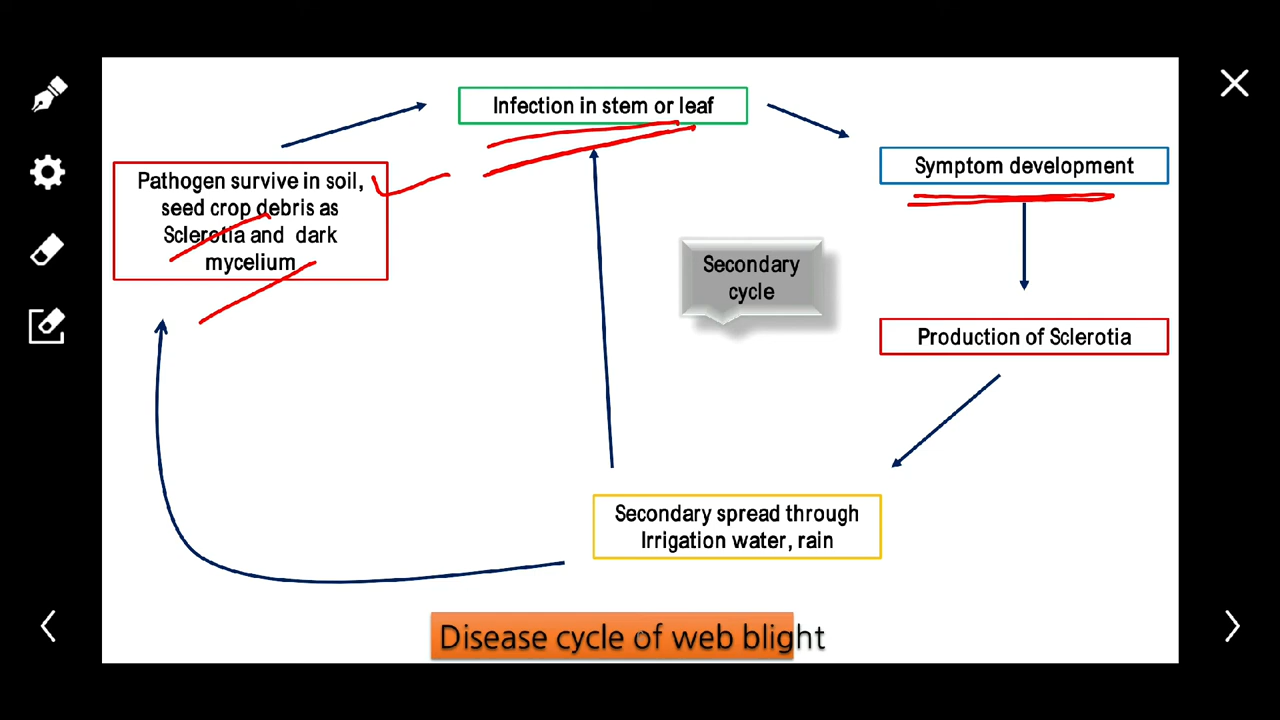 Infection in stem or leaf
Pathogen survive in soil,
seed crop debris as
Sclerotia and dark
mycelium
Symptom development
Secondary
cycle
Production of Sclerotia
Secondary spread through
Irrigation water, rain
Disease cycle of web blight